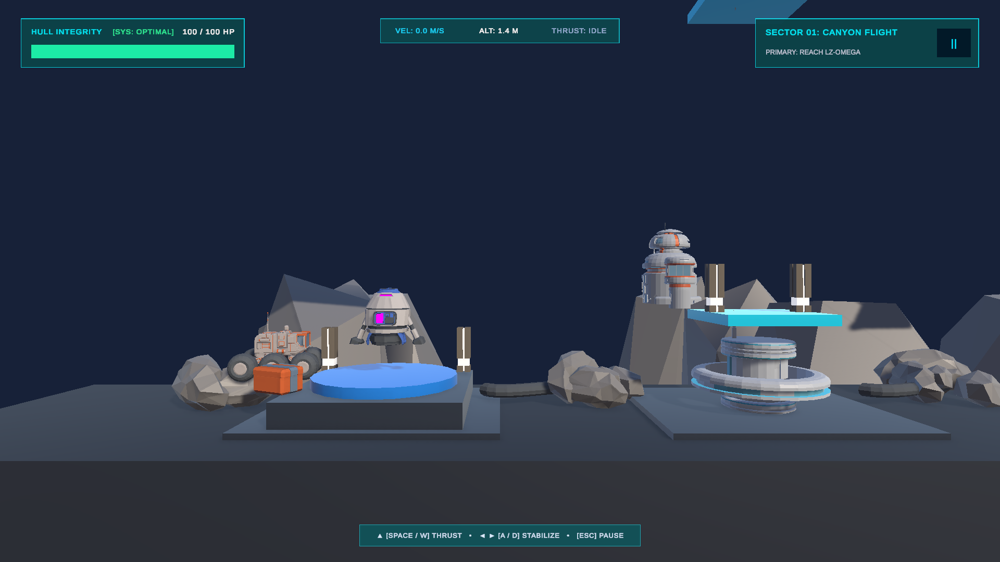 HULL INTEGRITY [SYS: OPTIMAL] 100 / 100 HP
VEL: 0.0 M/S ALT: 1.4 M THRUST: IDLE
SECTOR 01: CANYON FLIGHT
PRIMARY: REACH LZ-OMEGA
▲ [SPACE / W] THRUST • ◄ ► [A / D] STABILIZE • [ESC] PAUSE